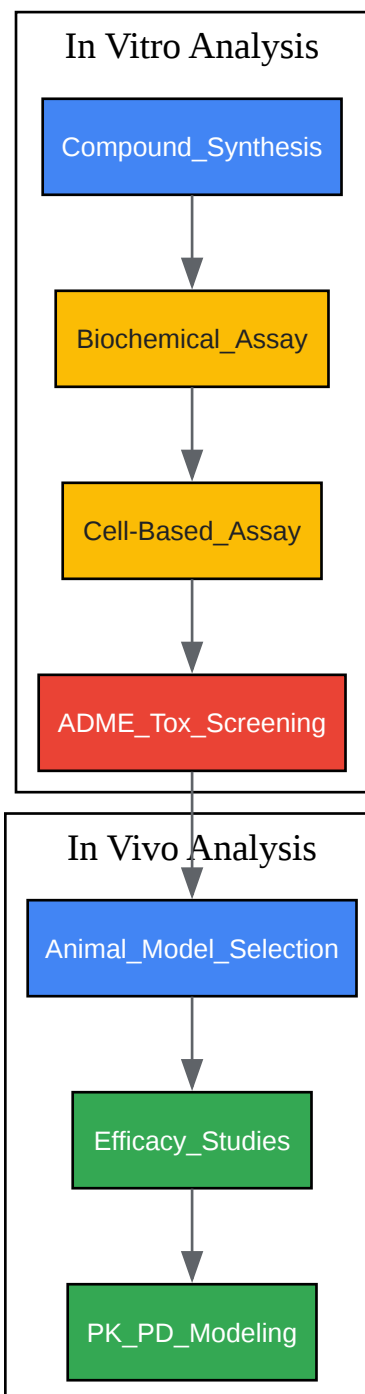 In Vitro Analysis
Compound_Synthesis
Biochemical_Assay
Cell-Based_Assay
ADME_Tox_Screening
In Vivo Analysis
Animal_Model_Selection
Efficacy_Studies
PK_PD_Modeling